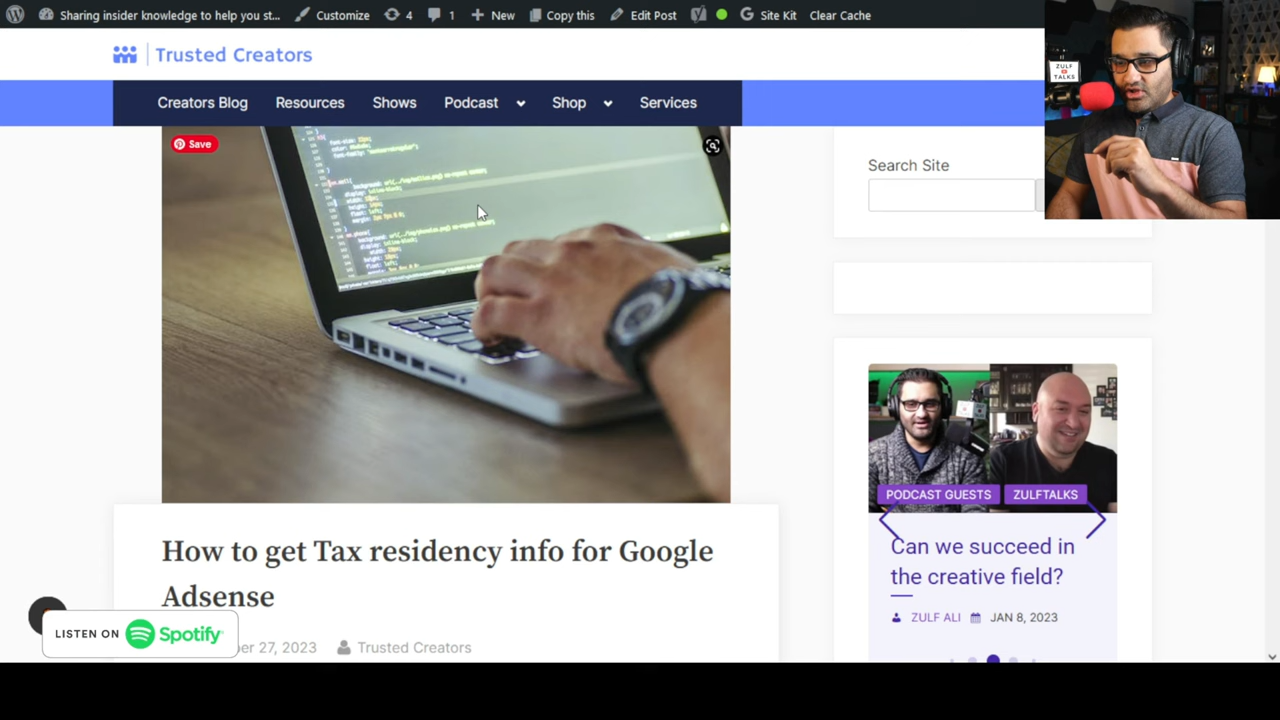 Sharing insider knowledge to help you st...
Customize
4
1
New
Copy this
Edit Post
Site Kit
Clear Cache
Trusted Creators
ZULF
TALKS
Creators Blog
Resources
Shows
Podcast
Shop
Services
Save
Search Site
PODCAST GUESTS
ZULFTALKS
Can we succeed in
the creative field?
ZULF ALI
JAN 8, 2023
How to get Tax residency info for Google
Adsense
LISTEN ON Spotify
er 27, 2023
Trusted Creators